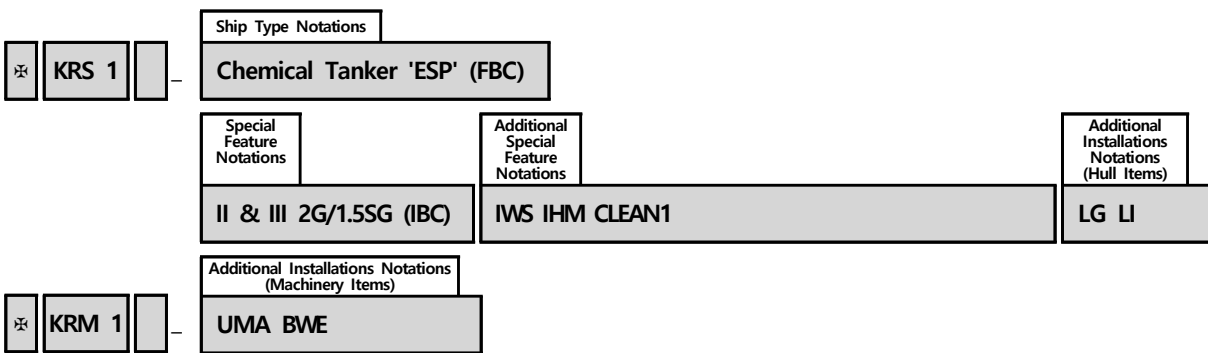 Ship Type Notations
✠ KRS 1 _ Chemical Tanker 'ESP' (FBC)
Special
Feature
Notations
Additional
Special
Feature
Notations
Additional
Installations
Notations
(Hull Items)
II & III 2G/1.5SG (IBC) IWS IHM CLEAN1 LG LI
Additional Installations Notations
(Machinery Items)
✠ KRM 1 _ UMA BWE